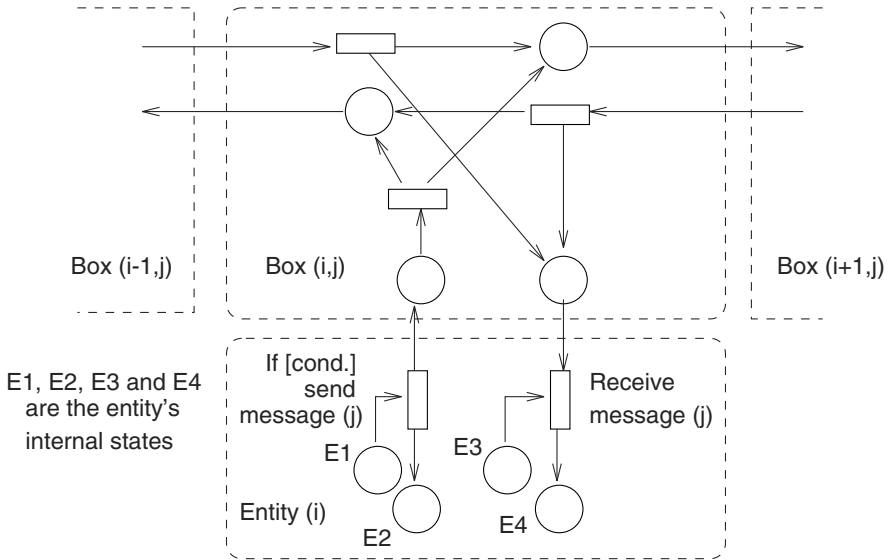 Box (i-1,j)
Box (i,j)
Box (i+1,j)
E1, E2, E3 and E4
are the entity's
internal states
If [cond.]
send
message (j)
Receive
message (j)
E1
E3
Entity (i)
E2
E4